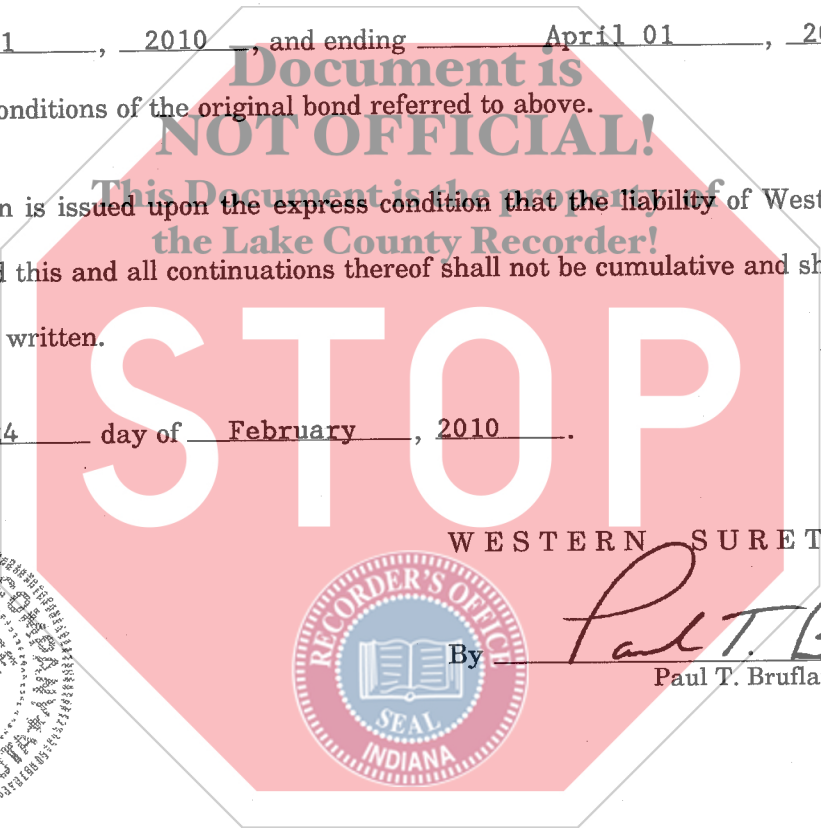 1, 2010, and ending April 01, 20
Document is
onditions of the original bond referred to above.
NOT OFFICIAL!
This Document is the property of
n is issued upon the express condition that the liability of West
the Lake County Recorder!
d this and all continuations thereof shall not be cumulative and sh
written.
STOP
4 day of February, 2010.
WESTERN SURET
RECORDER'S OFFICE
SEAL
INDIANA
By Paul T. B
Paul T. Brufla